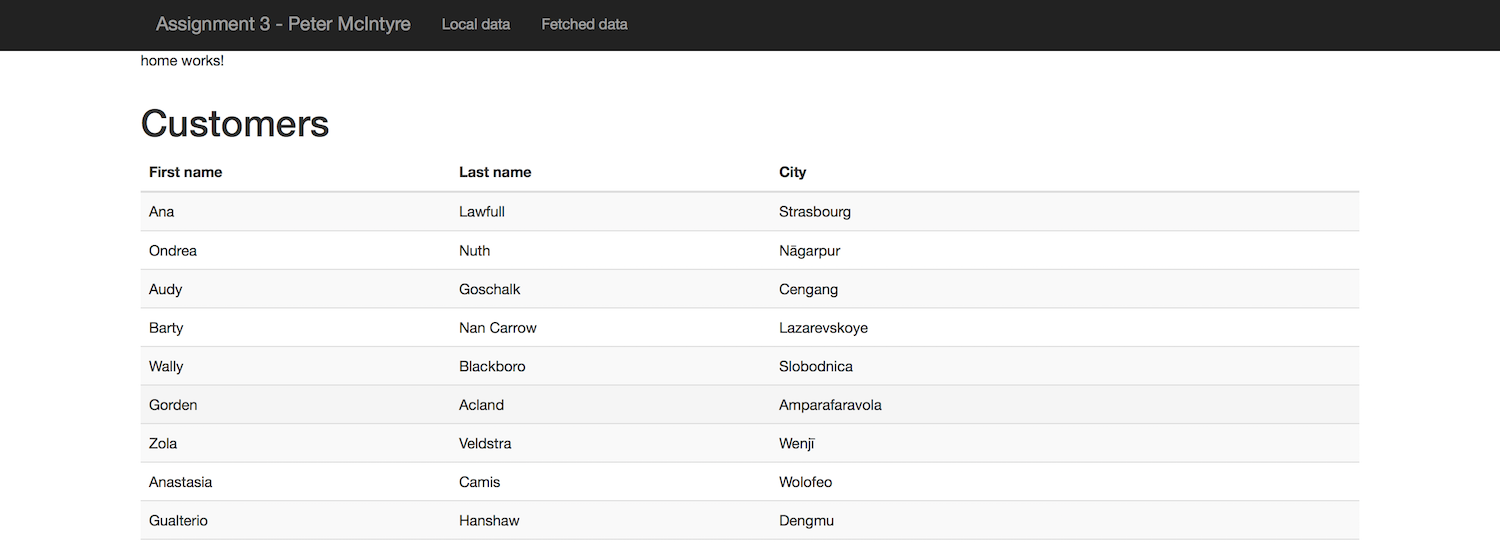 Assignment 3 - Peter McIntyre Local data Fetched data
home works!
Customers
First name Last name City
Ana Lawfull Strasbourg
Ondrea Nuth Nāgarpur
Audy Goschalk Cengang
Barty Nan Carrow Lazarevskoye
Wally Blackboro Slobodnica
Gorden Acland Amparafaravola
Zola Veldstra Wenjï
Anastasia Camis Wolofeo
Gualterio Hanshaw Dengmu